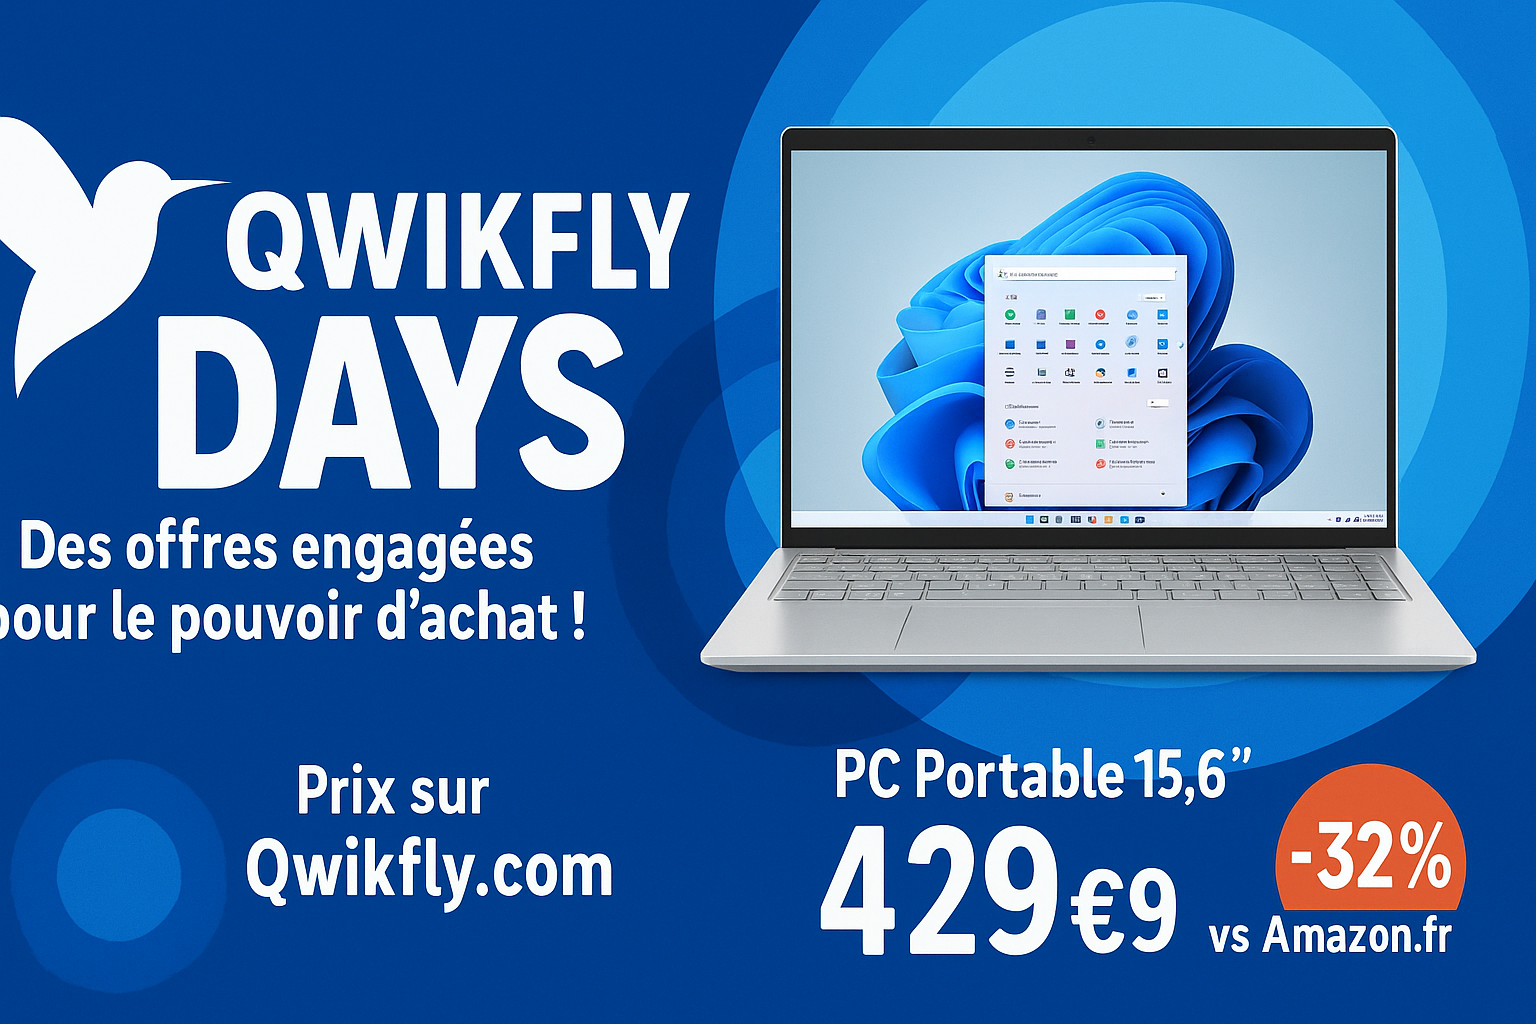 QWIKFLY
DAYS
Des offres engagées
pour le pouvoir d’achat !
Prix sur
Qwikfly.com
PC Portable 15,6”
429€9
-32%
vs Amazon.fr